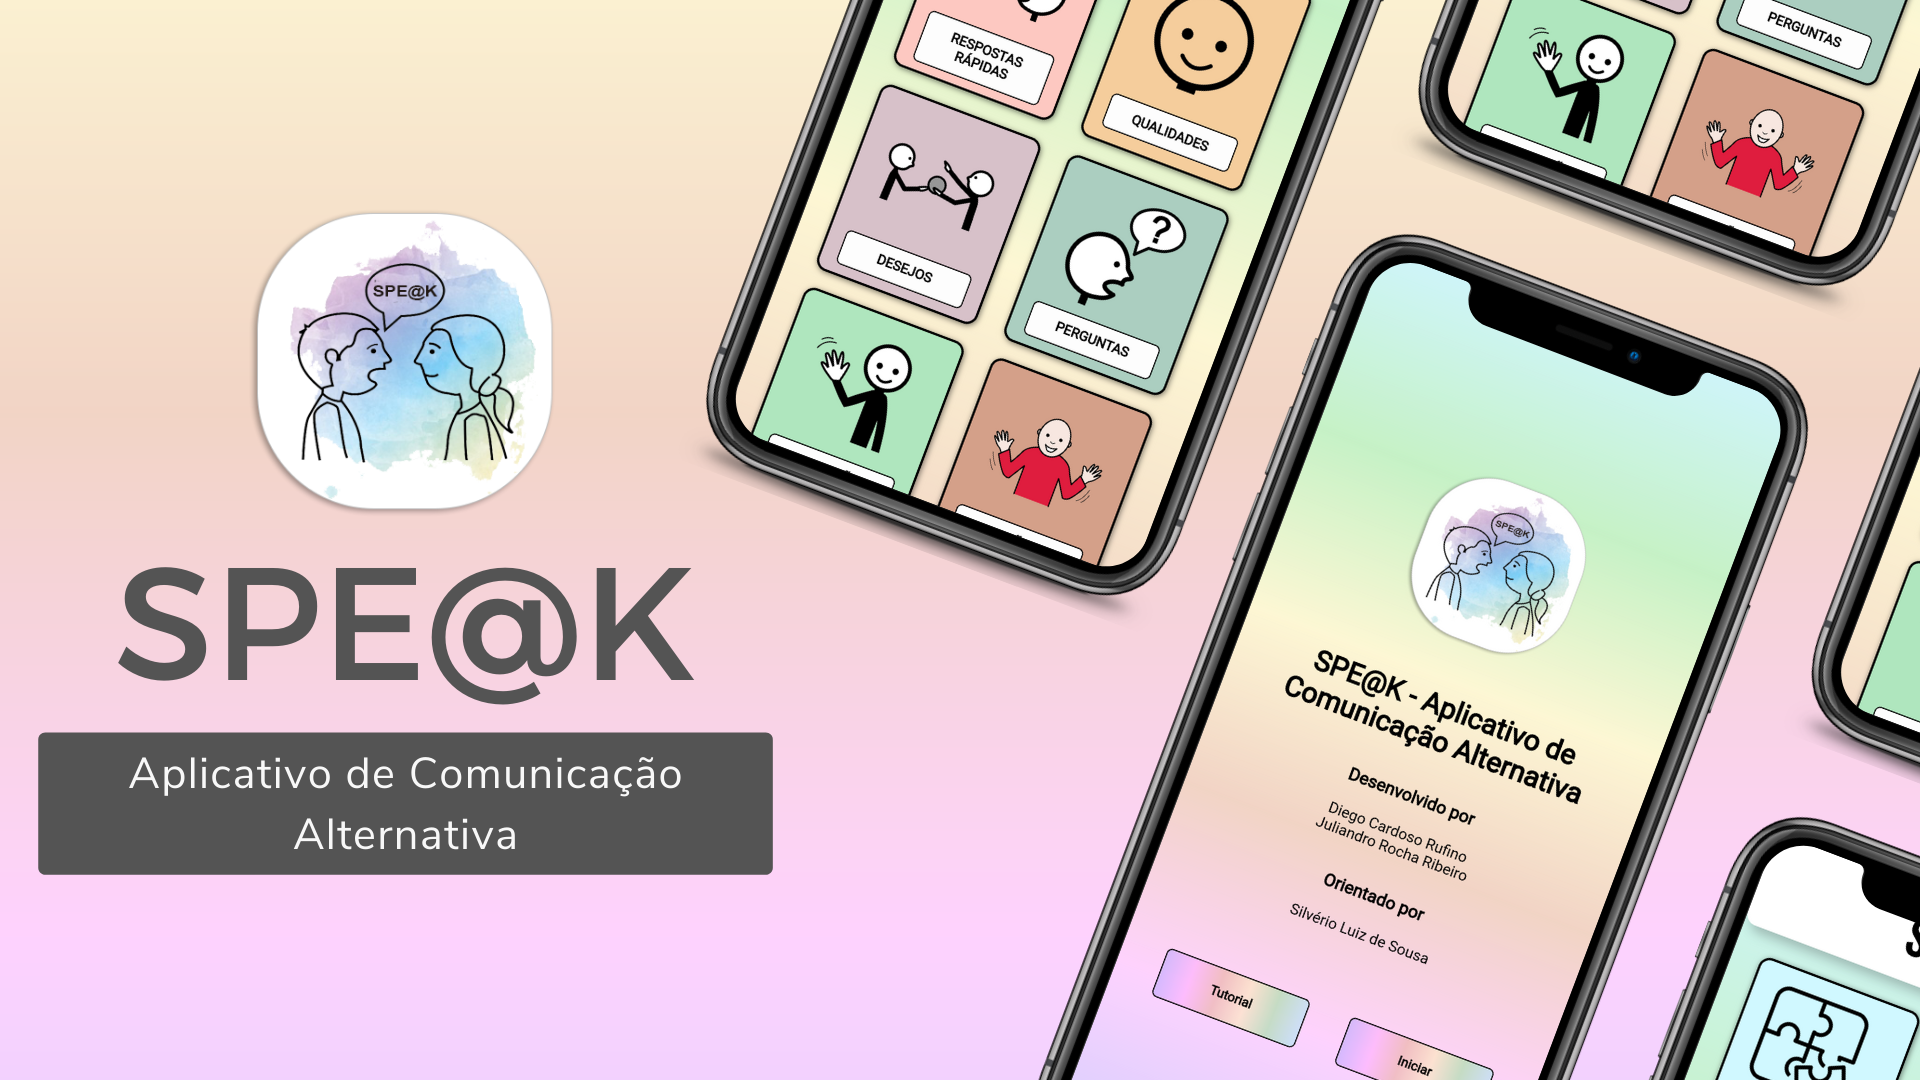 SPE@K
SPE@K
Aplicativo de Comunicação
Alternativa
RESPOSTAS
RÁPIDAS
QUALIDADES
DESEJOS
PERGUNTAS
PERGUNTAS
SPE@K
SPE@K - Aplicativo de
Comunicação Alternativa
Desenvolvido por
Diego Cardoso Rufino
Juliandro Rocha Ribeiro
Orientado por
Silvério Luiz de Sousa
Tutorial
Iniciar